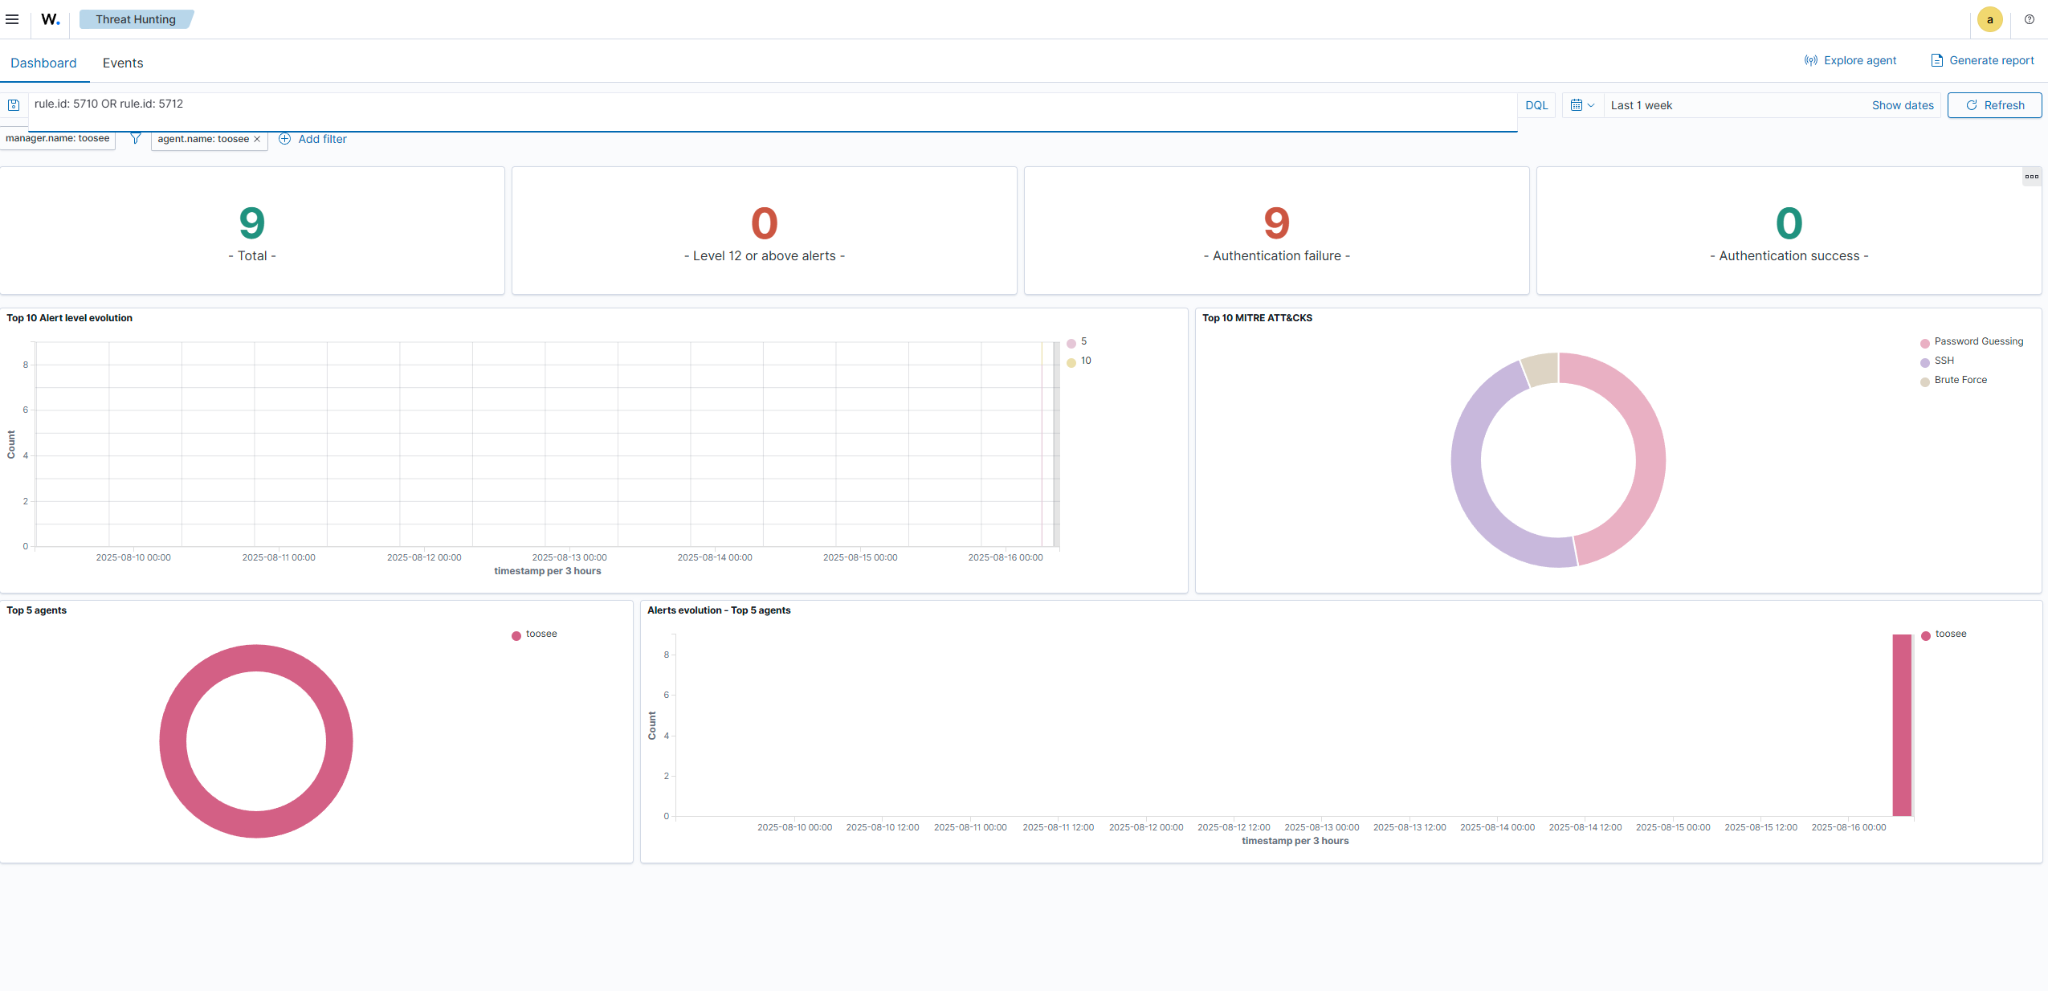 W. Threat Hunting a
Dashboard Events Explore agent Generate report
rule.id: 5710 OR rule.id: 5712 DQL Last 1 week Show dates Refresh
manager.name: toosee agent.name: toosee × Add filter
9
- Total -
0
- Level 12 or above alerts -
9
- Authentication failure -
0
- Authentication success -
Top 10 Alert level evolution
8
6
4
2
0
Count
2025-08-10 00:00 2025-08-11 00:00 2025-08-12 00:00 2025-08-13 00:00 2025-08-14 00:00 2025-08-15 00:00 2025-08-16 00:00
timestamp per 3 hours
5
10
Top 10 MITRE ATT&CKS
Password Guessing
SSH
Brute Force
Top 5 agents
toosee
Alerts evolution - Top 5 agents
8
6
4
2
0
Count
2025-08-10 00:00 2025-08-10 12:00 2025-08-11 00:00 2025-08-11 12:00 2025-08-12 00:00 2025-08-12 12:00 2025-08-13 00:00 2025-08-13 12:00 2025-08-14 00:00 2025-08-14 12:00 2025-08-15 00:00 2025-08-15 12:00 2025-08-16 00:00
timestamp per 3 hours
toosee